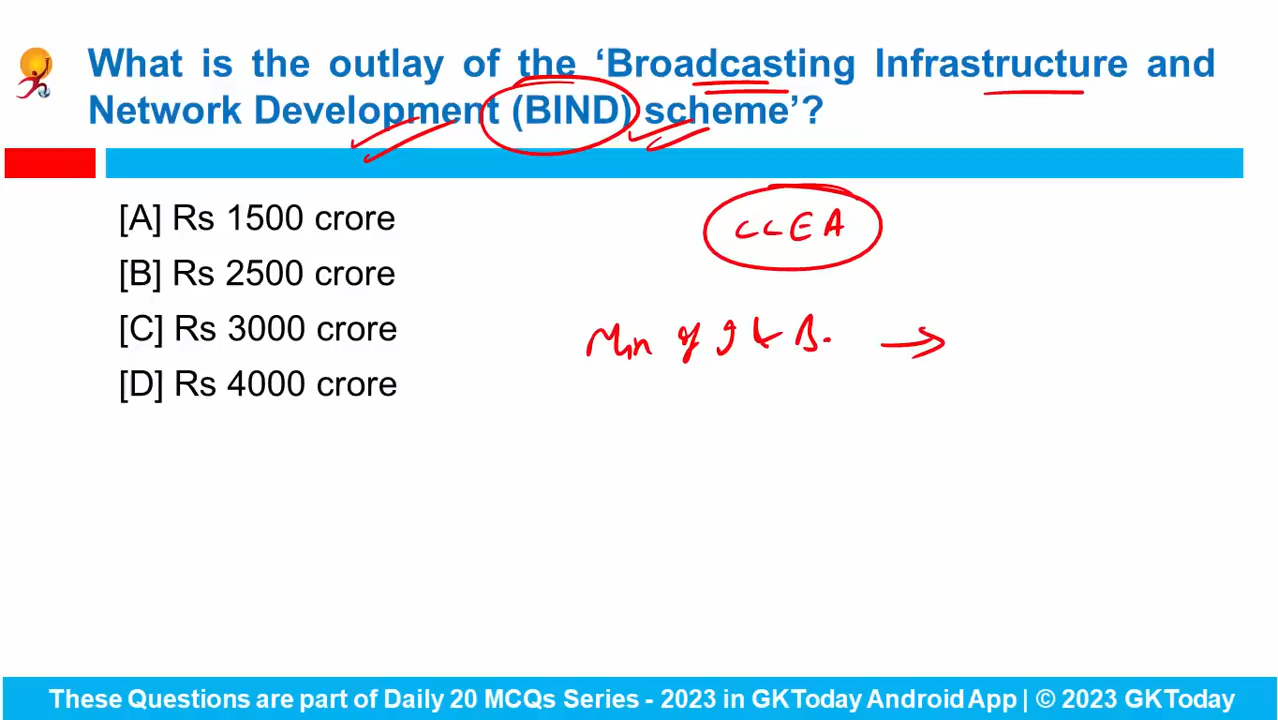 What is the outlay of the ‘Broadcasting Infrastructure and
Network Development (BIND) scheme’?
[A] Rs 1500 crore
CCEA
[B] Rs 2500 crore
[C] Rs 3000 crore
Min of I & B.
[D] Rs 4000 crore
These Questions are part of Daily 20 MCQs Series - 2023 in GKToday Android App | © 2023 GKToday